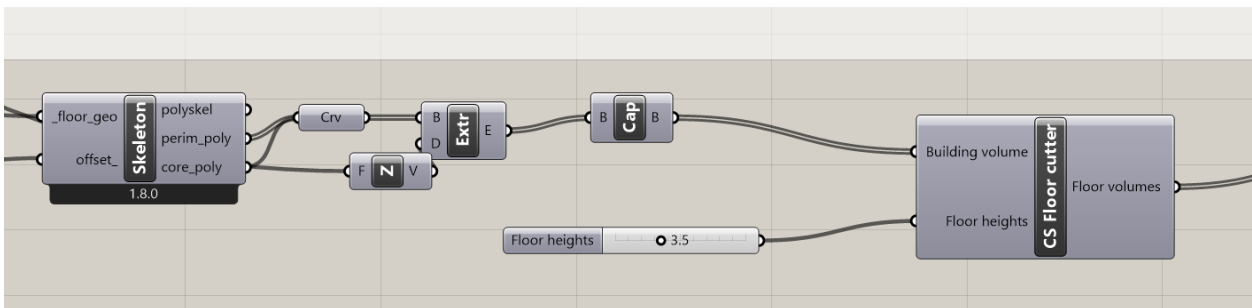 _floor_geo
offset_
Skeleton
polyskel
perim_poly
core_poly
1.8.0
Crv
B
D
Extr
E
F
Z
V
B
Cap
B
Floor heights
3.5
Building volume
Floor heights
CS Floor cutter
Floor volumes